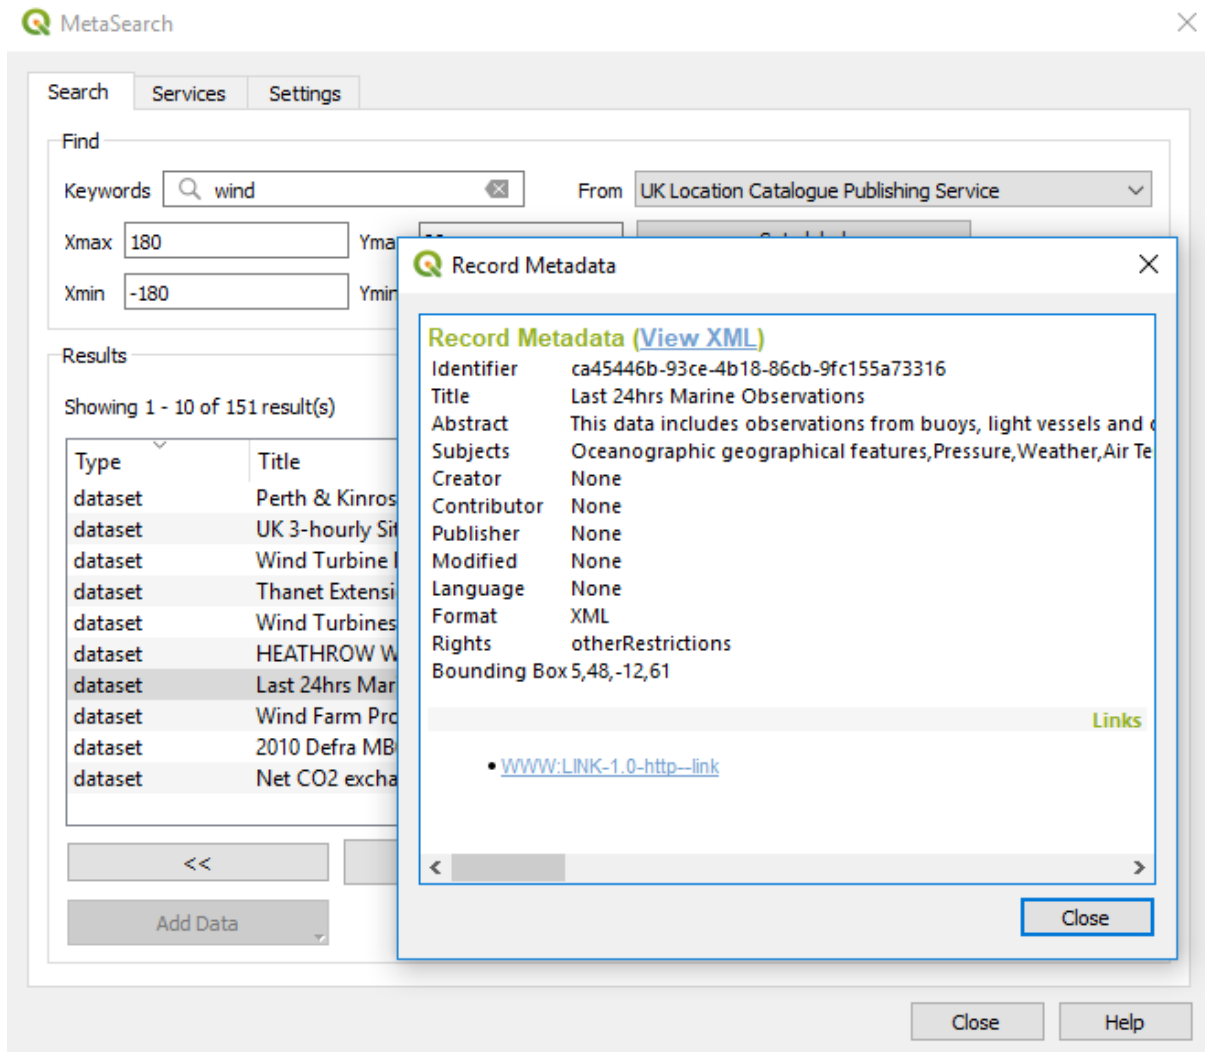 MetaSearch
Search Services Settings
Find
Keywords wind From UK Location Catalogue Publishing Service
Xmax 180
Xmin -180 Ymin
Results
Showing 1 - 10 of 151 result(s)
Type Title
dataset Perth & Kinros
dataset UK 3-hourly Sit
dataset Wind Turbine
dataset Thanet Extensi
dataset Wind Turbines
dataset HEATHROW W
dataset Last 24hrs Mar
dataset Wind Farm Pro
dataset 2010 Defra MB
dataset Net CO2 excha
<<
Add Data
Record Metadata
Record Metadata (View XML)
Identifier ca45446b-93ce-4b18-86cb-9fc155a73316
Title Last 24hrs Marine Observations
Abstract This data includes observations from buoys, light vessels and
Subjects Oceanographic geographical features,Pressure,Weather,Air Te
Creator None
Contributor None
Publisher None
Modified None
Language None
Format XML
Rights otherRestrictions
Bounding Box 5,48,-12,61
Links
• WWW:LINK-1.0-http--link
Close
Close Help